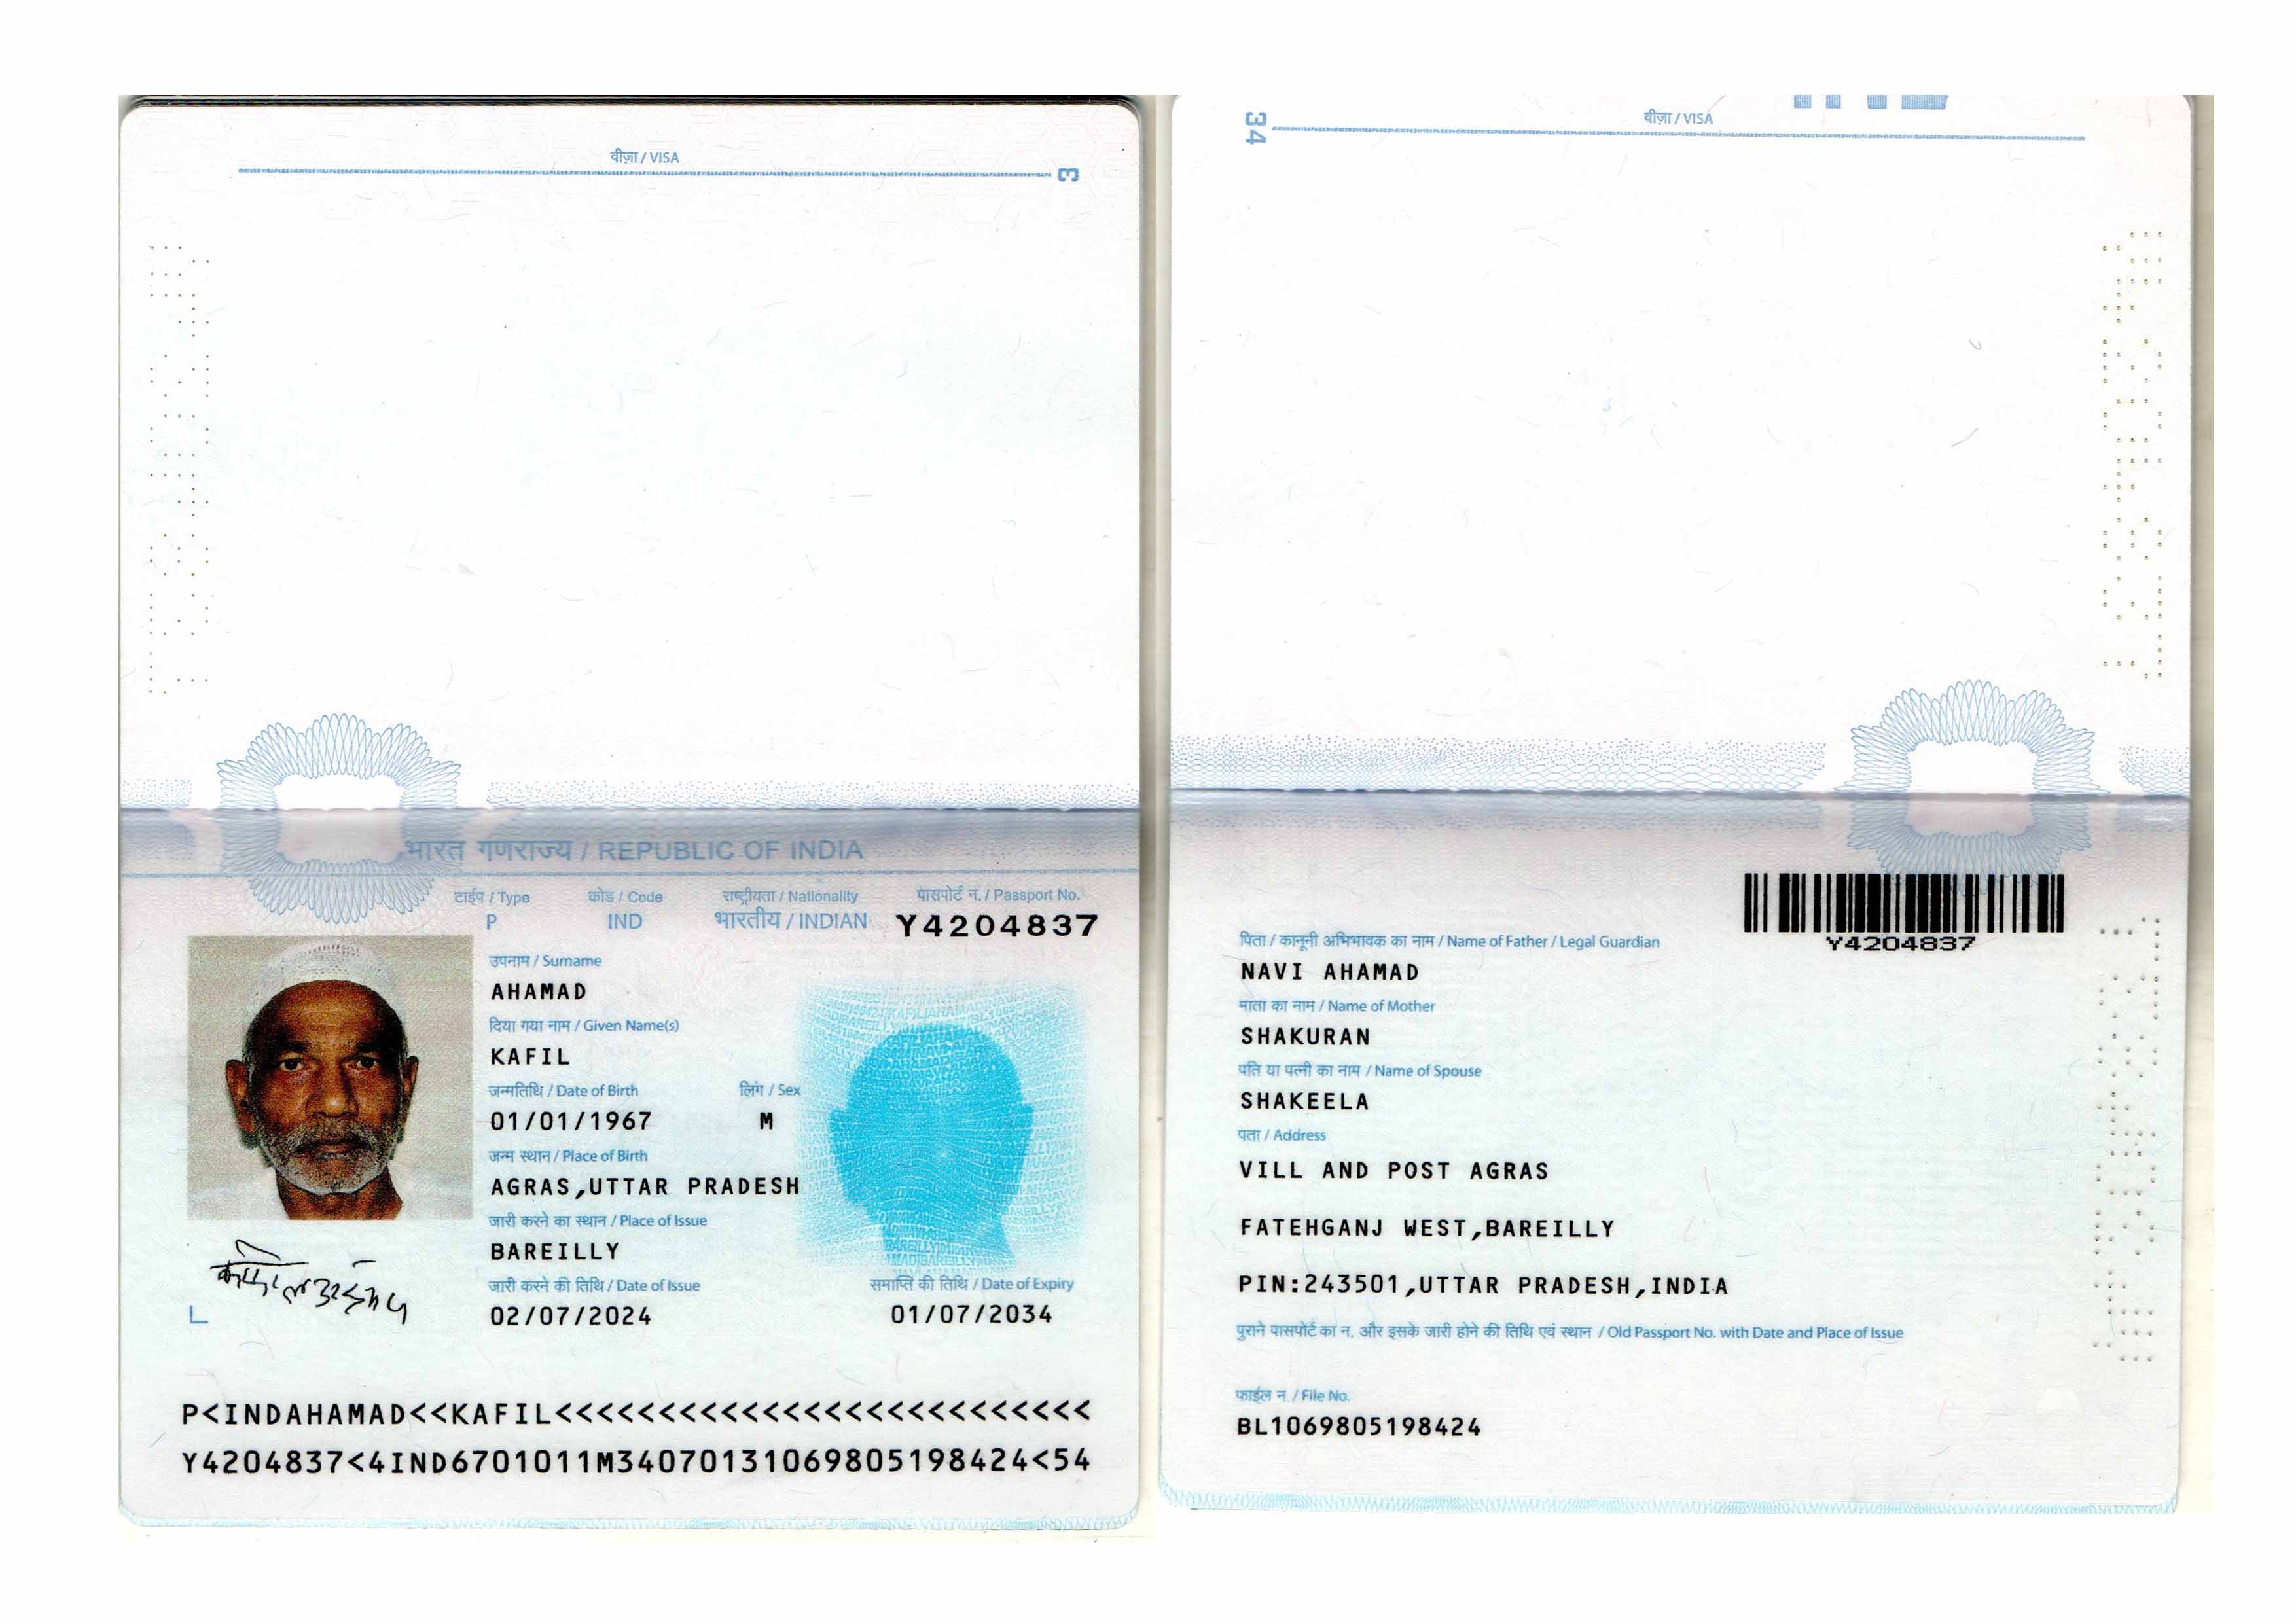 वीज़ा / VISA
3
भारत गणराज्य / REPUBLIC OF INDIA
टाईप / Type कोड / Code राष्ट्रीयता / Nationality पासपोर्ट न. / Passport No.
P IND भारतीय / INDIAN Y4204837
उपनाम / Surname
AHAMAD
दिया गया नाम / Given Name(s)
KAFIL
जन्मतिथि / Date of Birth लिंग / Sex
01/01/1967 M
जन्म स्थान / Place of Birth
AGRAS,UTTAR PRADESH
जारी करने का स्थान / Place of Issue
BAREILLY
जारी करने की तिथि / Date of Issue समाप्ति की तिथि / Date of Expiry
02/07/2024 01/07/2034
P<INDAHAMAD<<KAFIL<<<<<<<<<<<<<<<<<<<<<<<<<<
Y4204837<4IND6701011M34070131069805198424<54
34
वीज़ा / VISA
Y4204837
पिता / कानूनी अभिभावक का नाम / Name of Father / Legal Guardian
NAVI AHAMAD
माता का नाम / Name of Mother
SHAKURAN
पति या पत्नी का नाम / Name of Spouse
SHAKEELA
पता / Address
VILL AND POST AGRAS
FATEHGANJ WEST,BAREILLY
PIN:243501,UTTAR PRADESH,INDIA
पुराने पासपोर्ट का न. और इसके जारी होने की तिथि एवं स्थान / Old Passport No. with Date and Place of Issue
फाईल न. / File No.
BL1069805198424